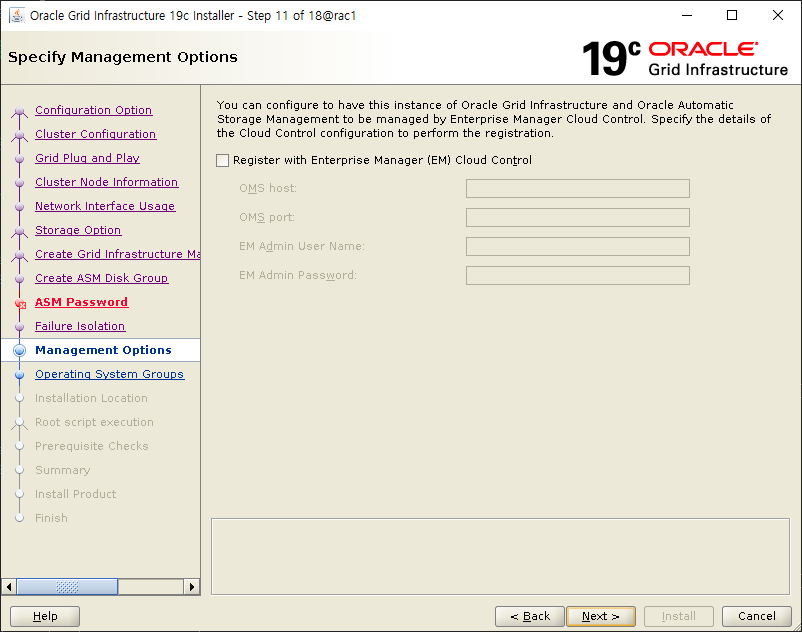 Oracle Grid Infrastructure 19c Installer - Step 11 of 18@rac1
Specify Management Options
19c ORACLE
Grid Infrastructure
Configuration Option
Cluster Configuration
Grid Plug and Play
Cluster Node Information
Network Interface Usage
Storage Option
Create Grid Infrastructure Ma
Create ASM Disk Group
ASM Password
Failure Isolation
Management Options
Operating System Groups
Installation Location
Root script execution
Prerequisite Checks
Summary
Install Product
Finish
You can configure to have this instance of Oracle Grid Infrastructure and Oracle Automatic
Storage Management to be managed by Enterprise Manager Cloud Control. Specify the details of
the Cloud Control configuration to perform the registration.
Register with Enterprise Manager (EM) Cloud Control
OMS host:
OMS port:
EM Admin User Name:
EM Admin Password:
Help
< Back
Next >
Install
Cancel